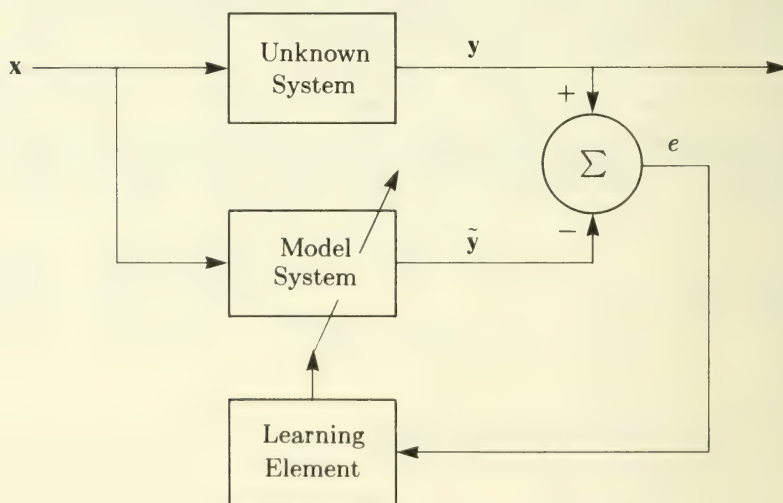 x
Unknown
System
y
+
Σ
e
−
Model
System
ỹ
Learning
Element